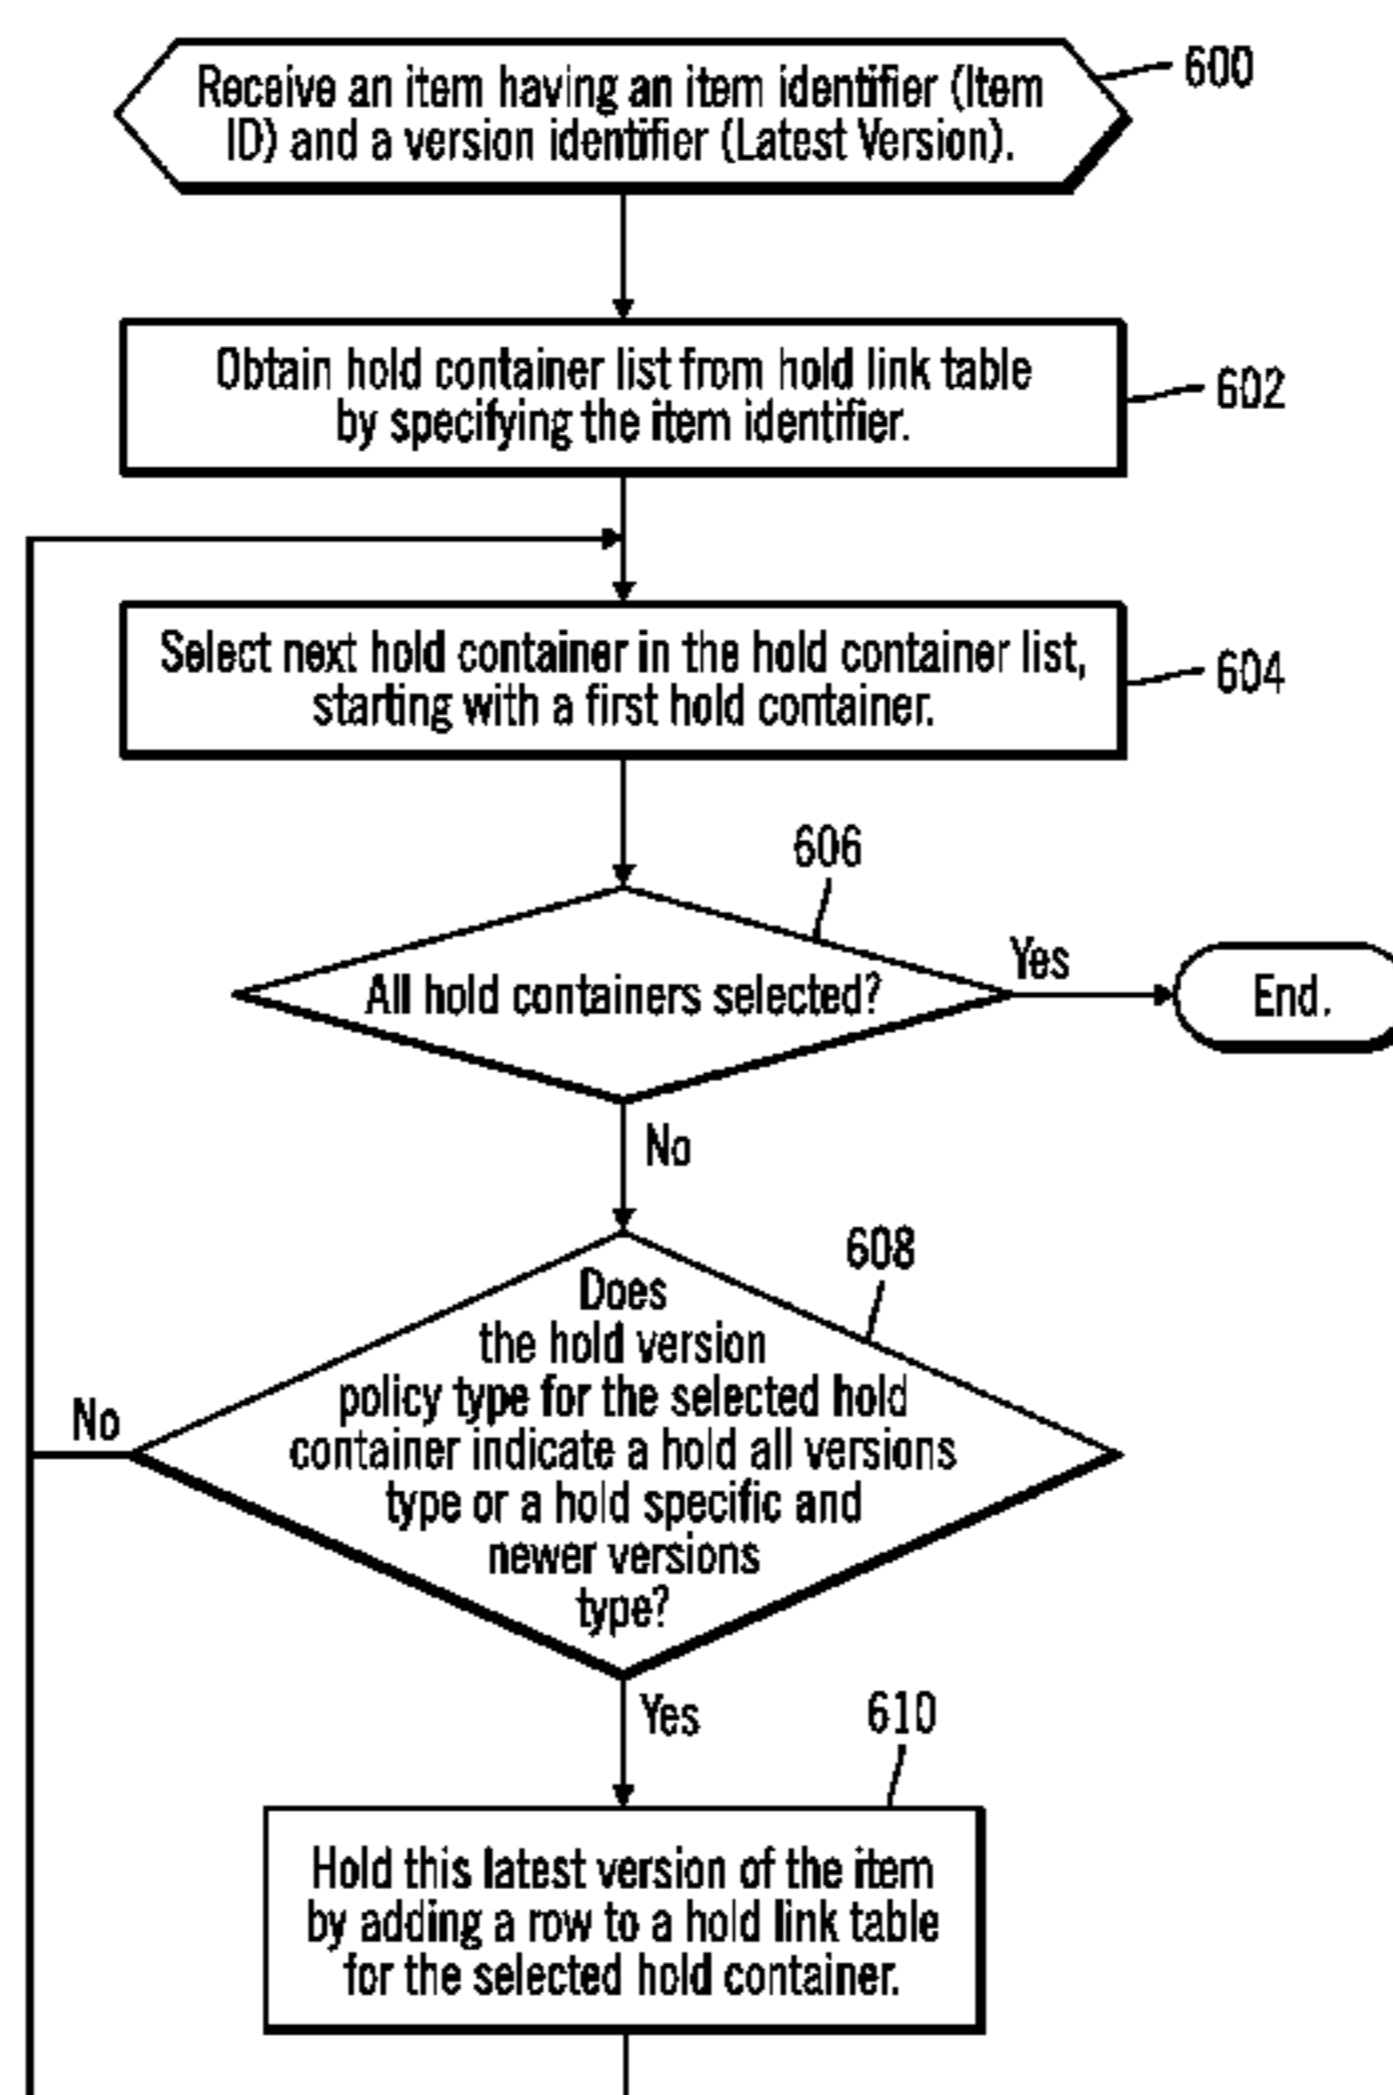 Receive an item having an item identifier (Item
ID) and a version identifier (Latest Version).
600
Obtain hold container list from hold link table
by specifying the item identifier.
602
Select next hold container in the hold container list,
starting with a first hold container.
604
606
All hold containers selected?
Yes
End.
No
608
Does
the hold version
policy type for the selected hold
container indicate a hold all versions
type or a hold specific and
newer versions
type?
No
Yes
610
Hold this latest version of the item
by adding a row to a hold link table
for the selected hold container.